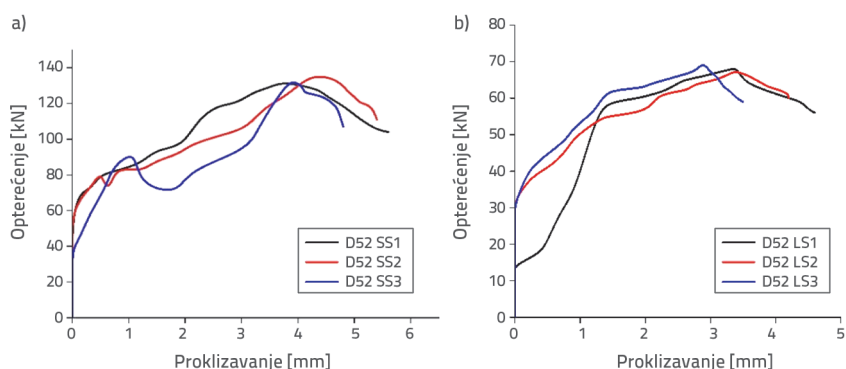 a)
Opterećenje [kN]
140
120
100
80
60
40
20
0
0
1
2
3
4
5
6
Proklizavanje [mm]
D52 SS1
D52 SS2
D52 SS3
b)
Opterećenje [kN]
80
70
60
50
40
30
20
10
0
0
1
2
3
4
5
Proklizavanje [mm]
D52 LS1
D52 LS2
D52 LS3